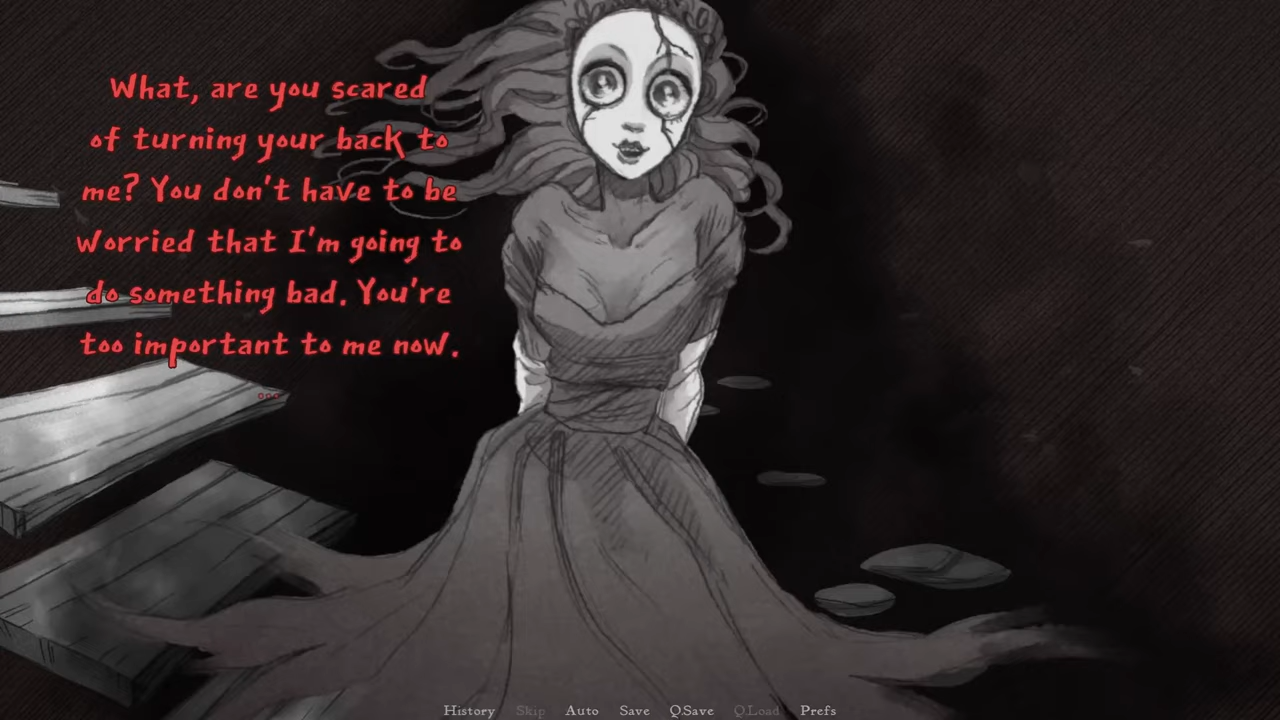 What, are you scared
of turning your back to
me? You don't have to be
worried that I'm going to
do something bad. You're
too important to me now.
History Skip Auto Save Q.Save Q.Load Prefs